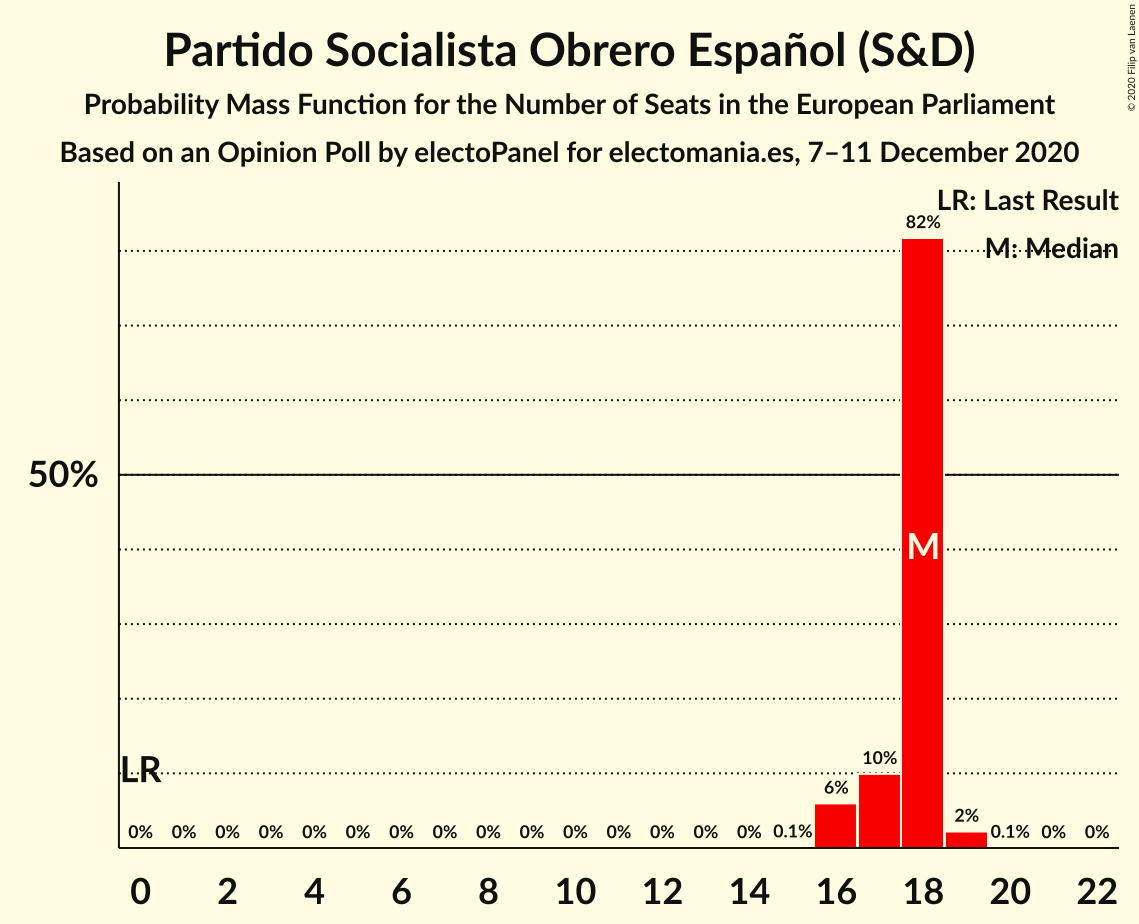 Partido Socialista Obrero Español (S&D)
Probability Mass Function for the Number of Seats in the European Parliament
Based on an Opinion Poll by electoPanel for electomania.es, 7–11 December 2020
© 2020 Filip van Laenen
LR: Last Result
M: Median
82%
50%
M
LR
10%
6%
2%
0% 0% 0% 0% 0% 0% 0% 0% 0% 0% 0% 0% 0% 0% 0% 0.1% 0.1% 0% 0%
0 2 4 6 8 10 12 14 16 18 20 22